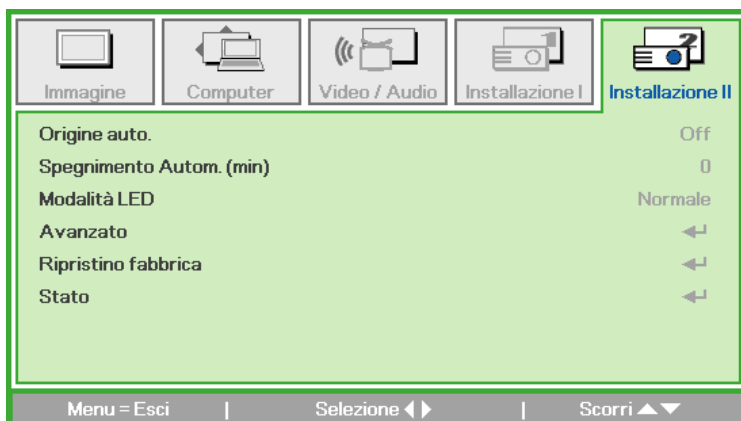 Immagine Computer Video / Audio Installazione I Installazione II
Origine auto. Off
Spegnimento Autom. (min) 0
Modalità LED Normale
Avanzato
Ripristino fabbrica
Stato
Menu = Esci | Selezione | Scorri